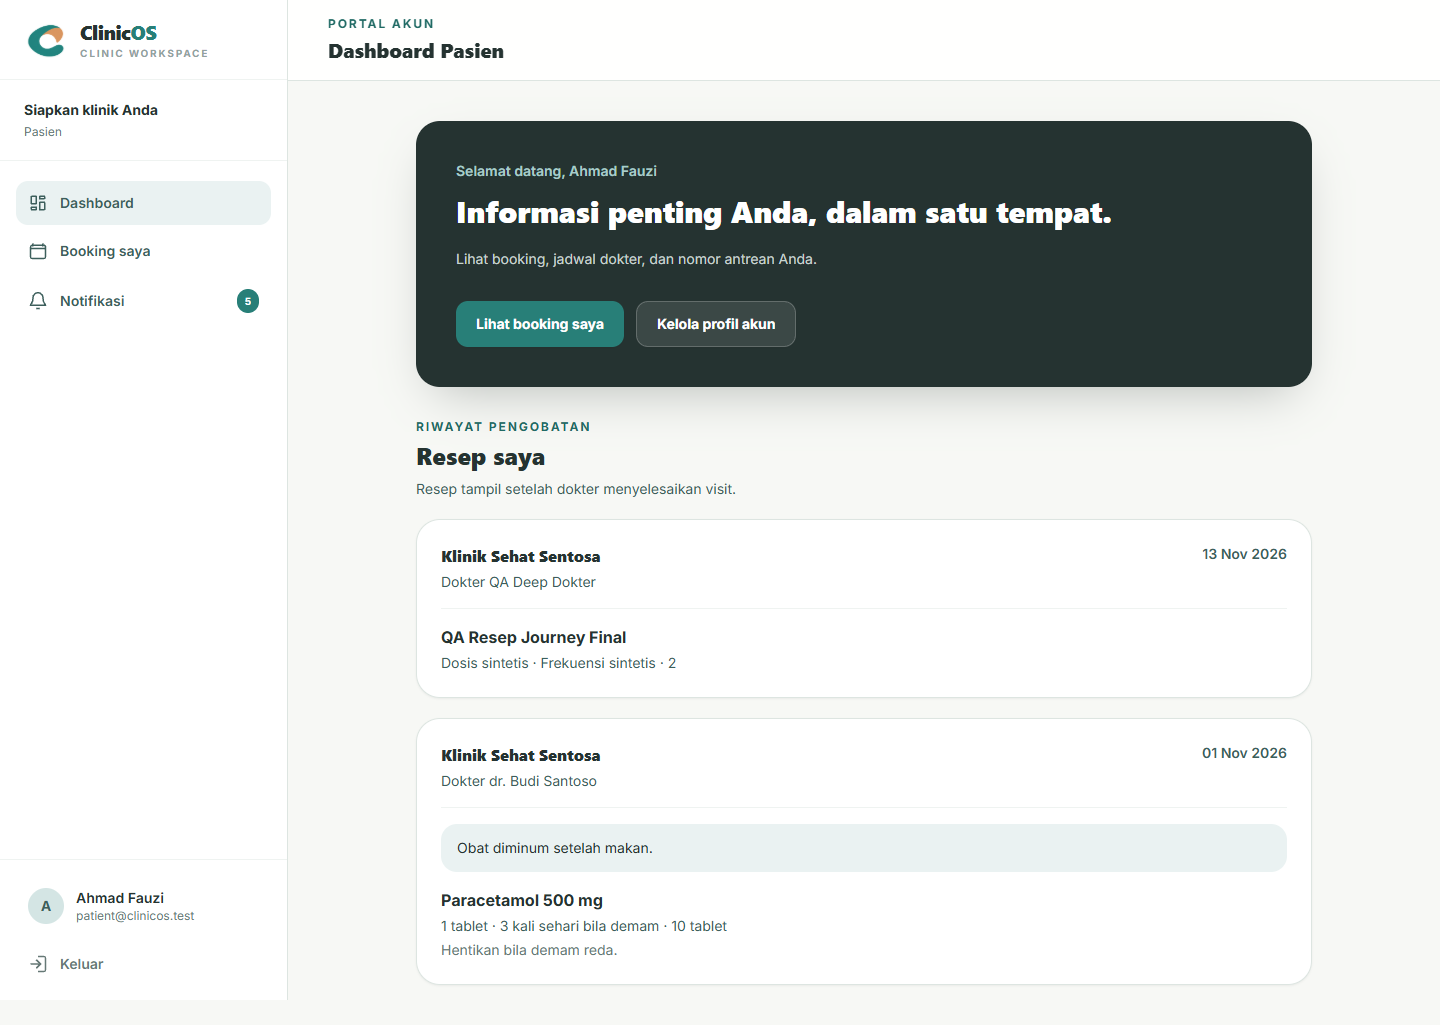 ClinicOS
CLINIC WORKSPACE
Siapkan klinik Anda
Pasien
Dashboard
Booking saya
Notifikasi 5
A
Ahmad Fauzi
patient@clinicos.test
Keluar
PORTAL AKUN
Dashboard Pasien
Selamat datang, Ahmad Fauzi
Informasi penting Anda, dalam satu tempat.
Lihat booking, jadwal dokter, dan nomor antrean Anda.
Lihat booking saya Kelola profil akun
RIWAYAT PENGOBATAN
Resep saya
Resep tampil setelah dokter menyelesaikan visit.
Klinik Sehat Sentosa 13 Nov 2026
Dokter QA Deep Dokter
QA Resep Journey Final
Dosis sintetis · Frekuensi sintetis · 2
Klinik Sehat Sentosa 01 Nov 2026
Dokter dr. Budi Santoso
Obat diminum setelah makan.
Paracetamol 500 mg
1 tablet · 3 kali sehari bila demam · 10 tablet
Hentikan bila demam reda.